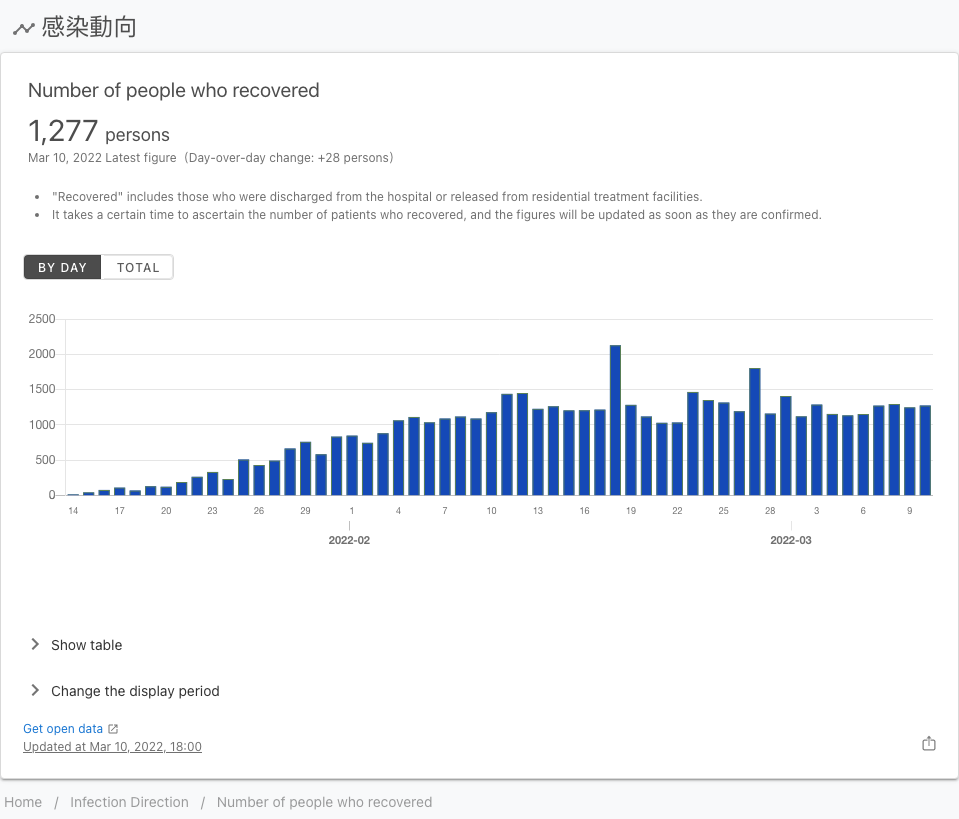 感染動向
Number of people who recovered
1,277 persons
Mar 10, 2022 Latest figure (Day-over-day change: +28 persons)
• "Recovered" includes those who were discharged from the hospital or released from residential treatment facilities.
• It takes a certain time to ascertain the number of patients who recovered, and the figures will be updated as soon as they are confirmed.
BY DAY TOTAL
2500
2000
1500
1000
500
0
14 17 20 23 26 29 1 4 7 10 13 16 19 22 25 28 3 6 9
2022-02 2022-03
Show table
Change the display period
Get open data
Updated at Mar 10, 2022, 18:00
Home / Infection Direction / Number of people who recovered